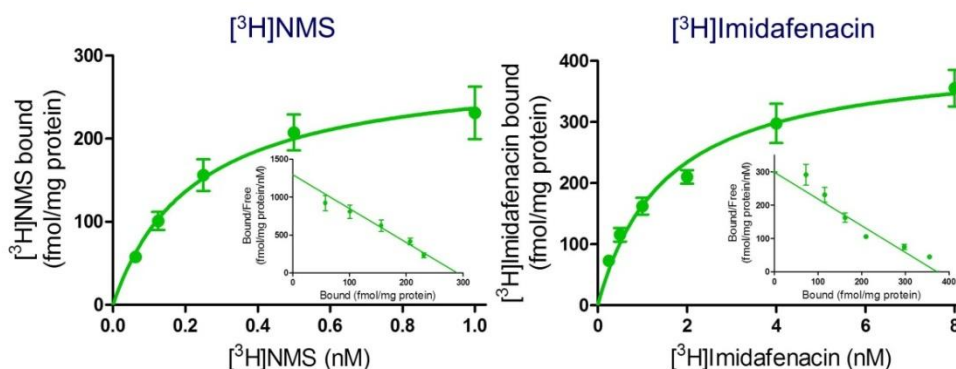 [³H]NMS
[³H]NMS bound
(fmol/mg protein)
300
200
100
0
0.0
0.2
0.4
0.6
0.8
1.0
[³H]NMS (nM)
Bound/Free
(fmol/mg protein/nM)
1500
1000
500
0
0
100
200
300
400
Bound (fmol/mg protein)
[³H]Imidafenacin
[³H]Imidafenacin bound
(fmol/mg protein)
400
300
200
100
0
0
2
4
6
8
[³H]Imidafenacin (nM)
Bound/Free
(fmol/mg protein/nM)
300
200
100
0
0
100
200
300
400
Bound (fmol/mg protein)